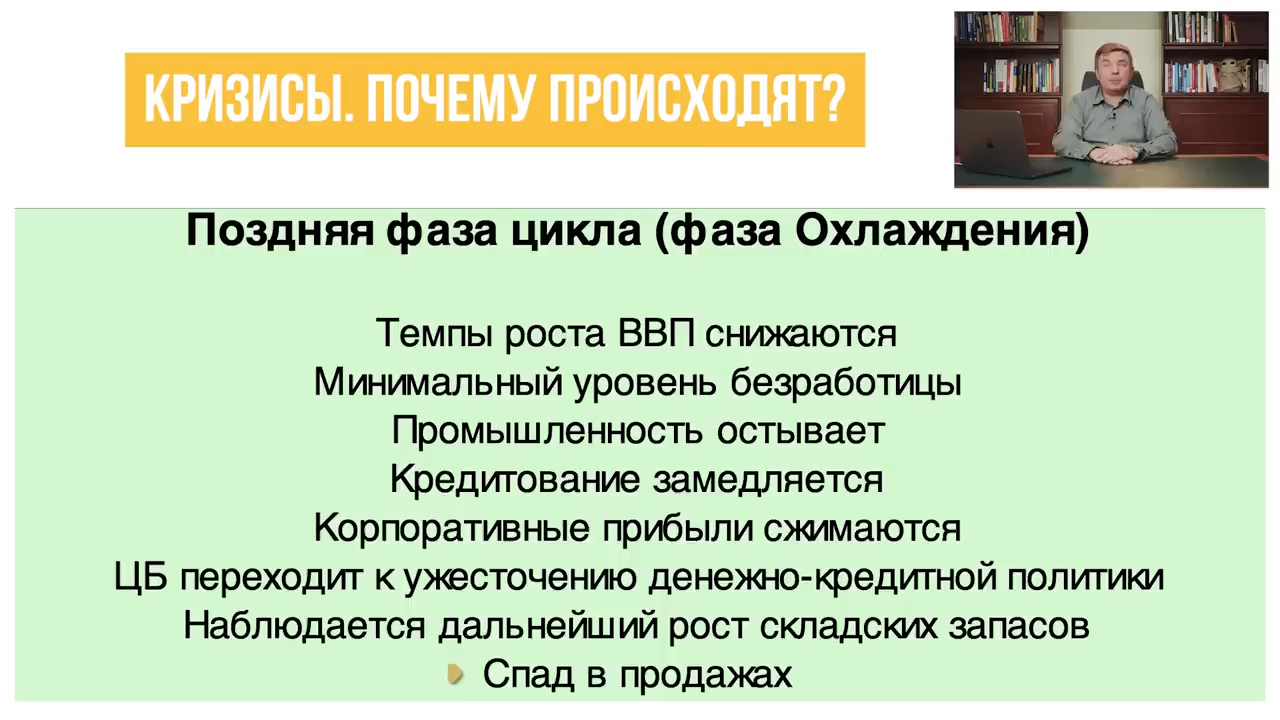 КРИЗИСЫ. ПОЧЕМУ ПРОИСХОДЯТ?
Поздняя фаза цикла (фаза Охлаждения)
Темпы роста ВВП снижаются
Минимальный уровень безработицы
Промышленность остывает
Кредитование замедляется
Корпоративные прибыли сжимаются
ЦБ переходит к ужесточению денежно-кредитной политики
Наблюдается дальнейший рост складских запасов
Спад в продажах